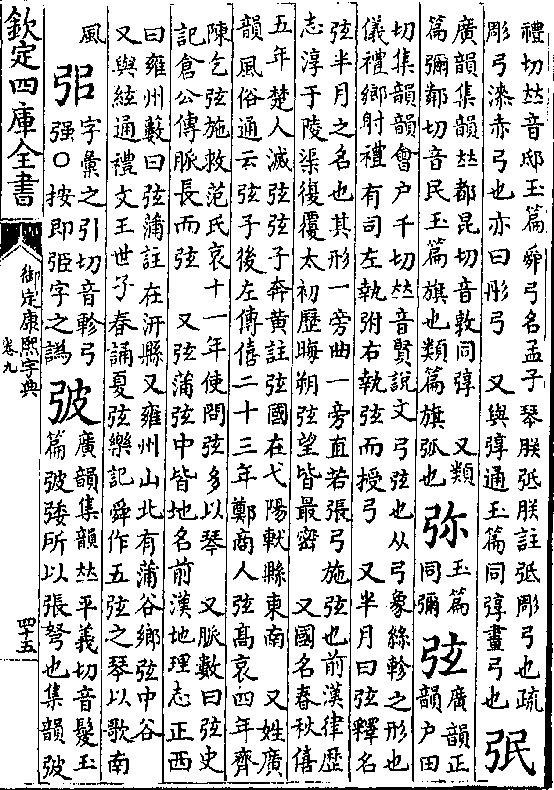 禮切𠀤音邸玉篇舜弓名孟子琴朕弤朕註弤彫弓也疏
彫弓漆赤弓也亦曰彤弓　又與弴通玉篇同弴畫弓也　𢎽
廣韻集韻𠀤都昆切音敦同弴　又類
篇彌鄰切音民玉篇旗也類篇旗弧也　弥　玉篇同彌　弦　廣韻正韻戶田
切集韻韻會戶千切𠀤音賢說文弓弦也从弓象絲軫之形也
儀禮鄉射禮有司左執弣右執弦而授弓　又半月曰弦釋名
弦半月之名也其形一旁曲一旁直若張弓施弦也前漢律歷
志淳于陵渠復覆太初歷晦朔弦望皆最密　又國名春秋僖
五年楚人滅弦弦子奔黃註弦國在弋陽軑縣東南　又姓廣
韻風俗通云弦子後左傳僖二十三年鄭商人弦高哀四年齊
陳乞弦施救范氏哀十一年使問弦多以琴　又脈數曰弦史
記倉公傳脈長而弦　又弦蒲弦中皆地名前漢地理志正西
曰雍州藪曰弦蒲註在汧縣又雍州山北有蒲谷鄉弦中谷
又與絃通禮文王世子春誦夏弦樂記舜作五弦之琴以歌南
風　弫　字彙之引切音軫弓强○按卽弫字之譌　㢰　廣韻集韻𠀤平義切音髲玉篇㢰㢮所以張弩也集韻㢰
欽定四庫全書
御定康熙字典
卷九
四十五